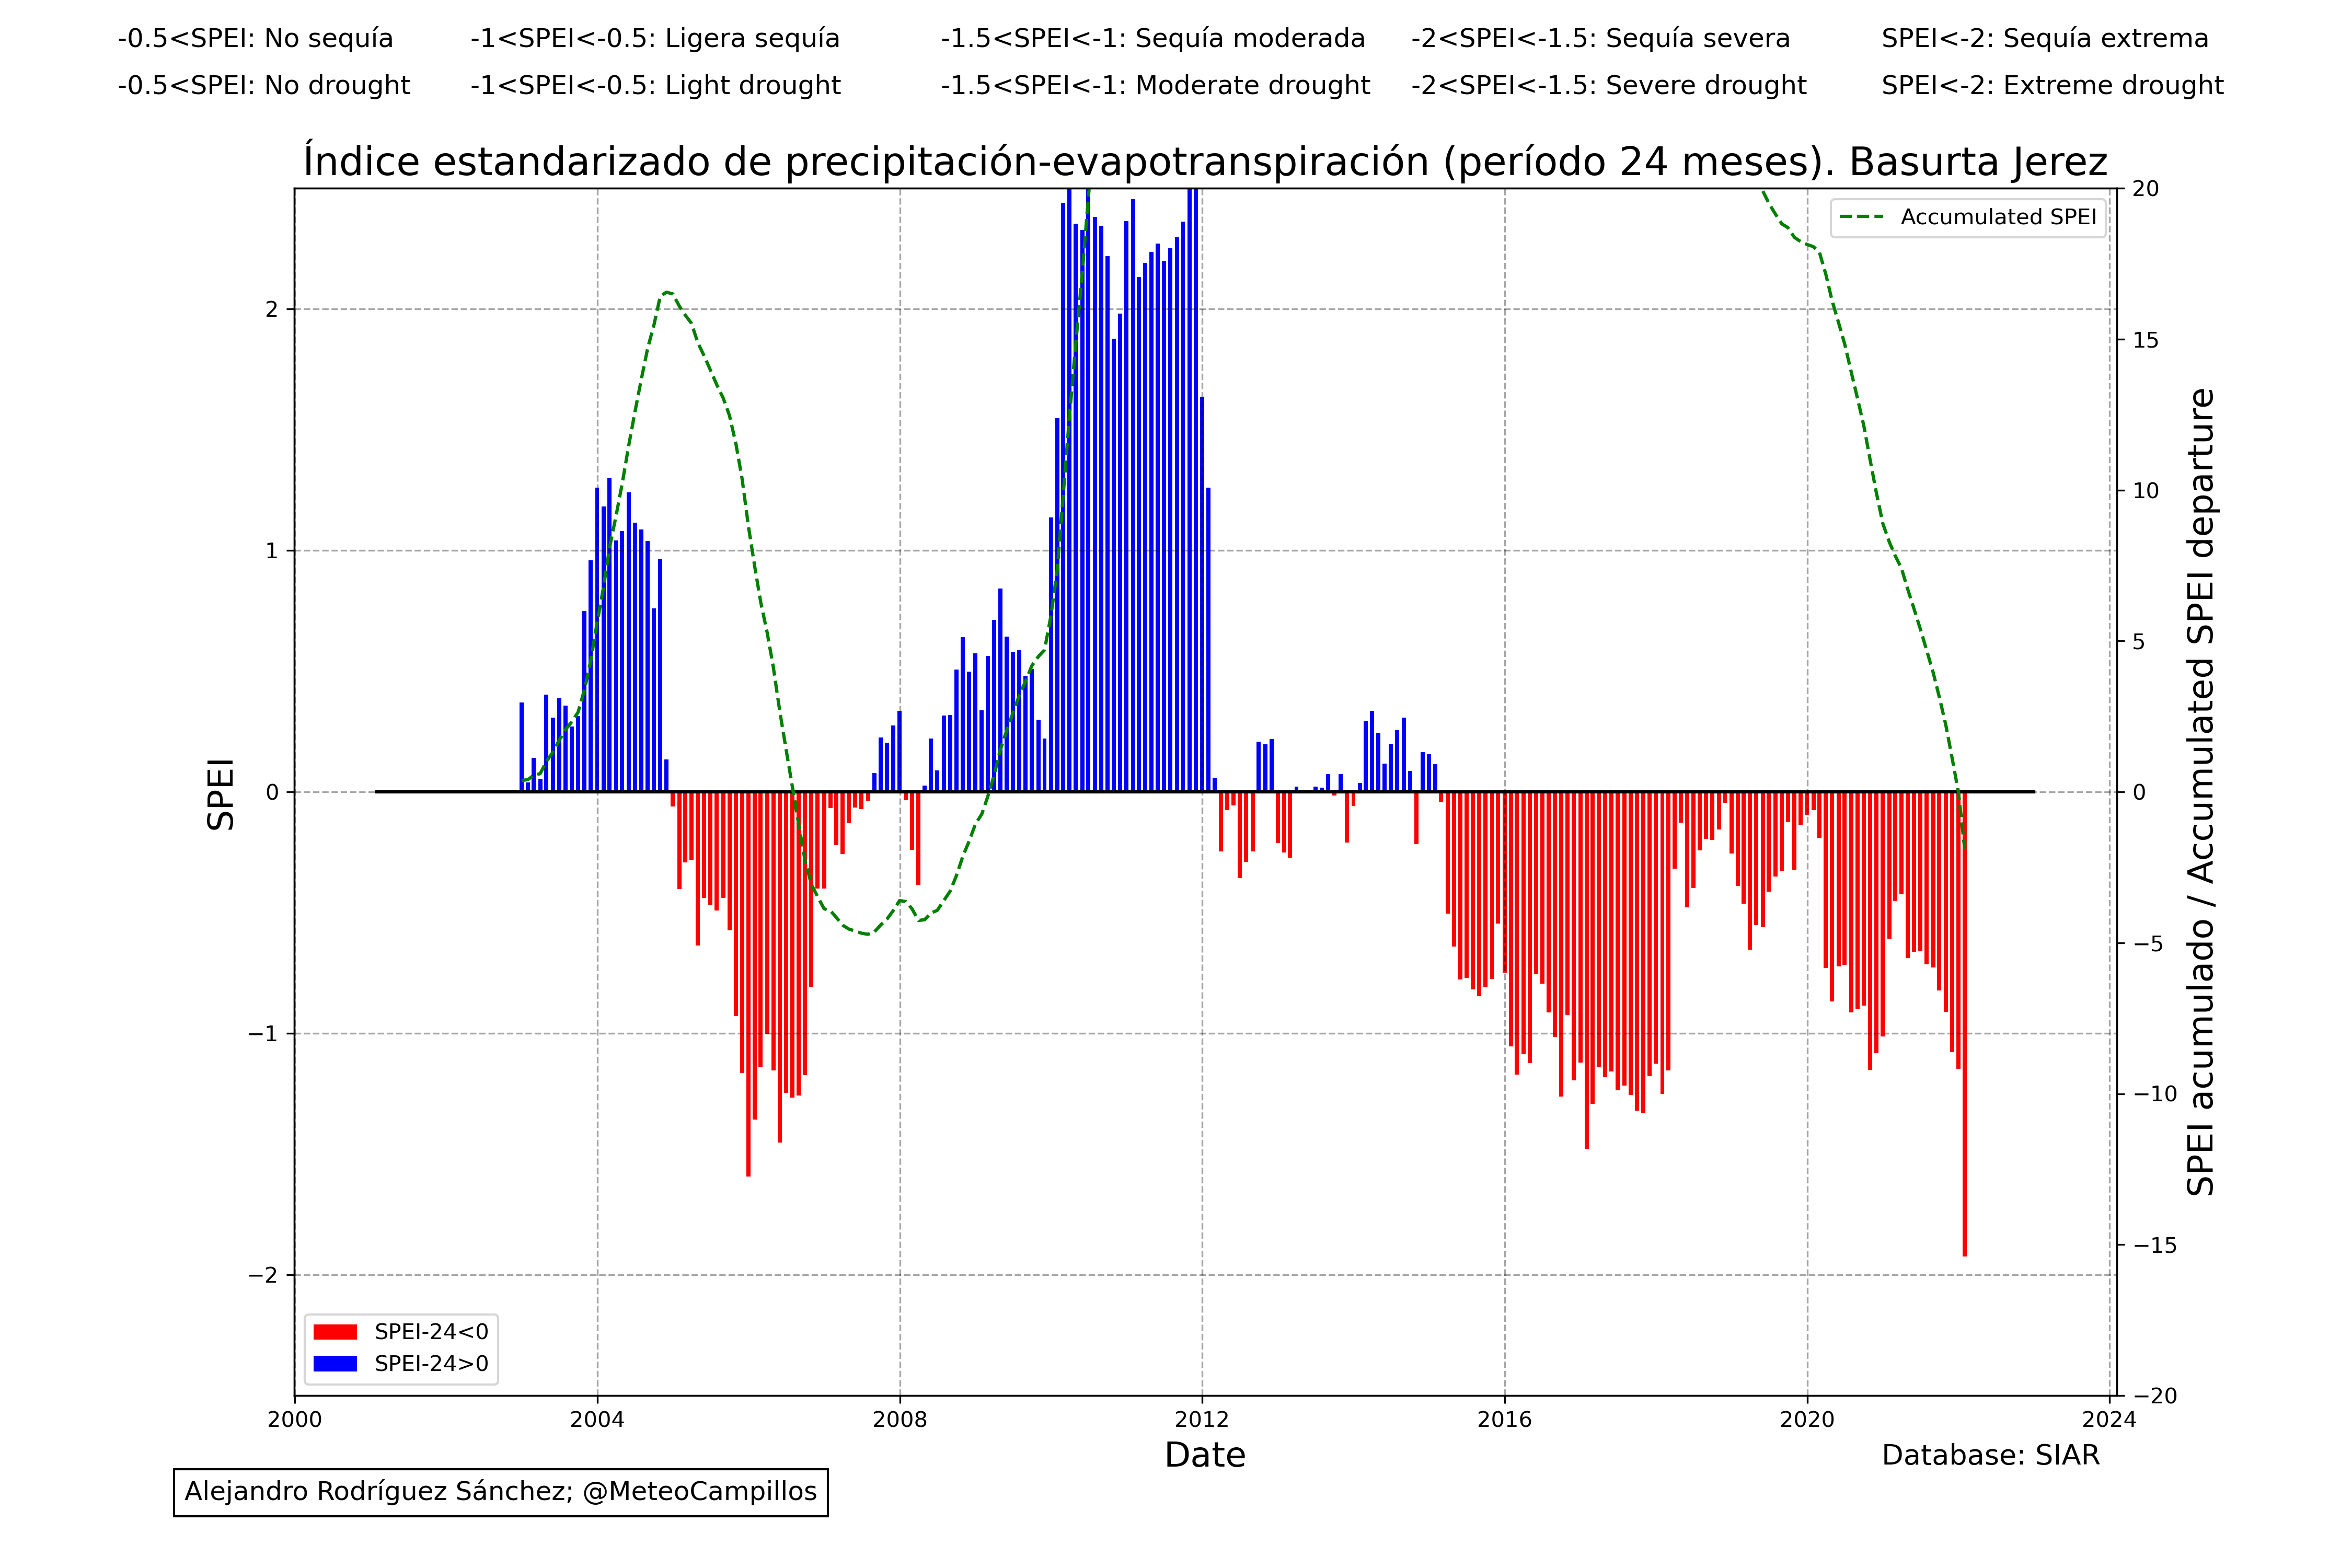 -0.5<SPEI: No sequía -1<SPEI<-0.5: Ligera sequía -1.5<SPEI<-1: Sequía moderada -2<SPEI<-1.5: Sequía severa SPEI<-2: Sequía extrema
-0.5<SPEI: No drought -1<SPEI<-0.5: Light drought -1.5<SPEI<-1: Moderate drought -2<SPEI<-1.5: Severe drought SPEI<-2: Extreme drought
Índice estandarizado de precipitación-evapotranspiración (período 24 meses). Basurta Jerez
Accumulated SPEI
SPEI
2
1
0
−1
−2
20
15
10
5
0
−5
−10
−15
−20
SPEI acumulado / Accumulated SPEI departure
SPEI-24<0
SPEI-24>0
2000 2004 2008 2012 2016 2020 2024
Date
Database: SIAR
Alejandro Rodríguez Sánchez; @MeteoCampillos